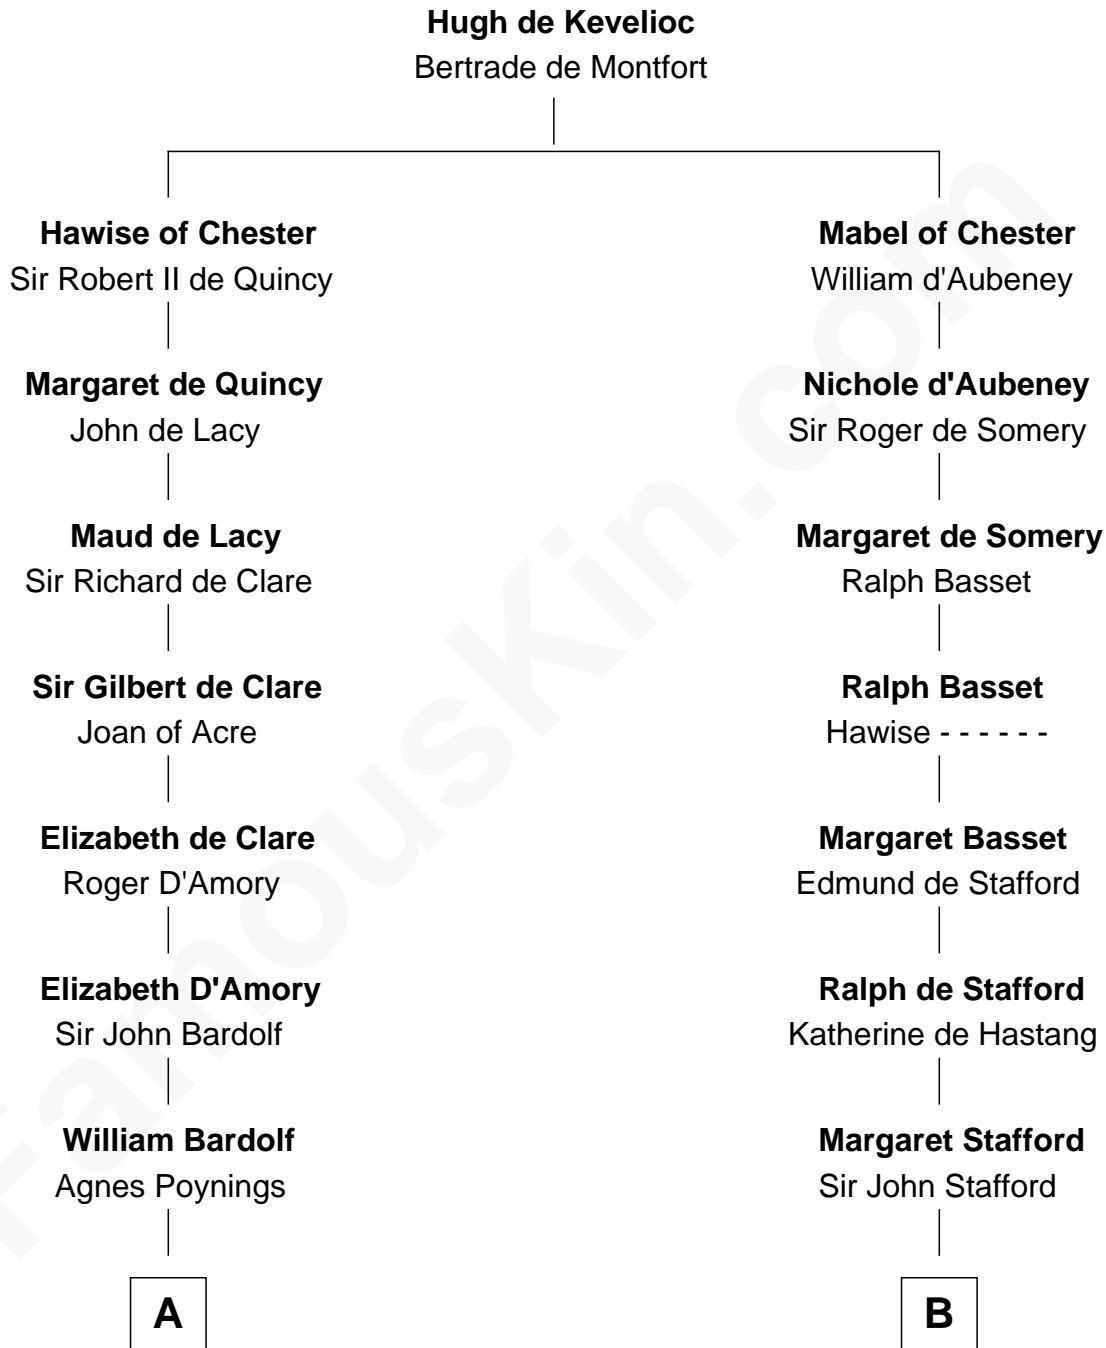 Hugh de Kevelioc
Bertrade de Montfort
Hawise of Chester
Sir Robert II de Quincy
Mabel of Chester
William d'Aubeney
Margaret de Quincy
John de Lacy
Nichole d'Aubeney
Sir Roger de Somery
Maud de Lacy
Sir Richard de Clare
Margaret de Somery
Ralph Basset
Sir Gilbert de Clare
Joan of Acre
Ralph Basset
Hawise - - - - - -
Elizabeth de Clare
Roger D'Amory
Margaret Basset
Edmund de Stafford
Elizabeth D'Amory
Sir John Bardolf
Ralph de Stafford
Katherine de Hastang
William Bardolf
Agnes Poynings
Margaret Stafford
Sir John Stafford
A
B
FamousKin.com